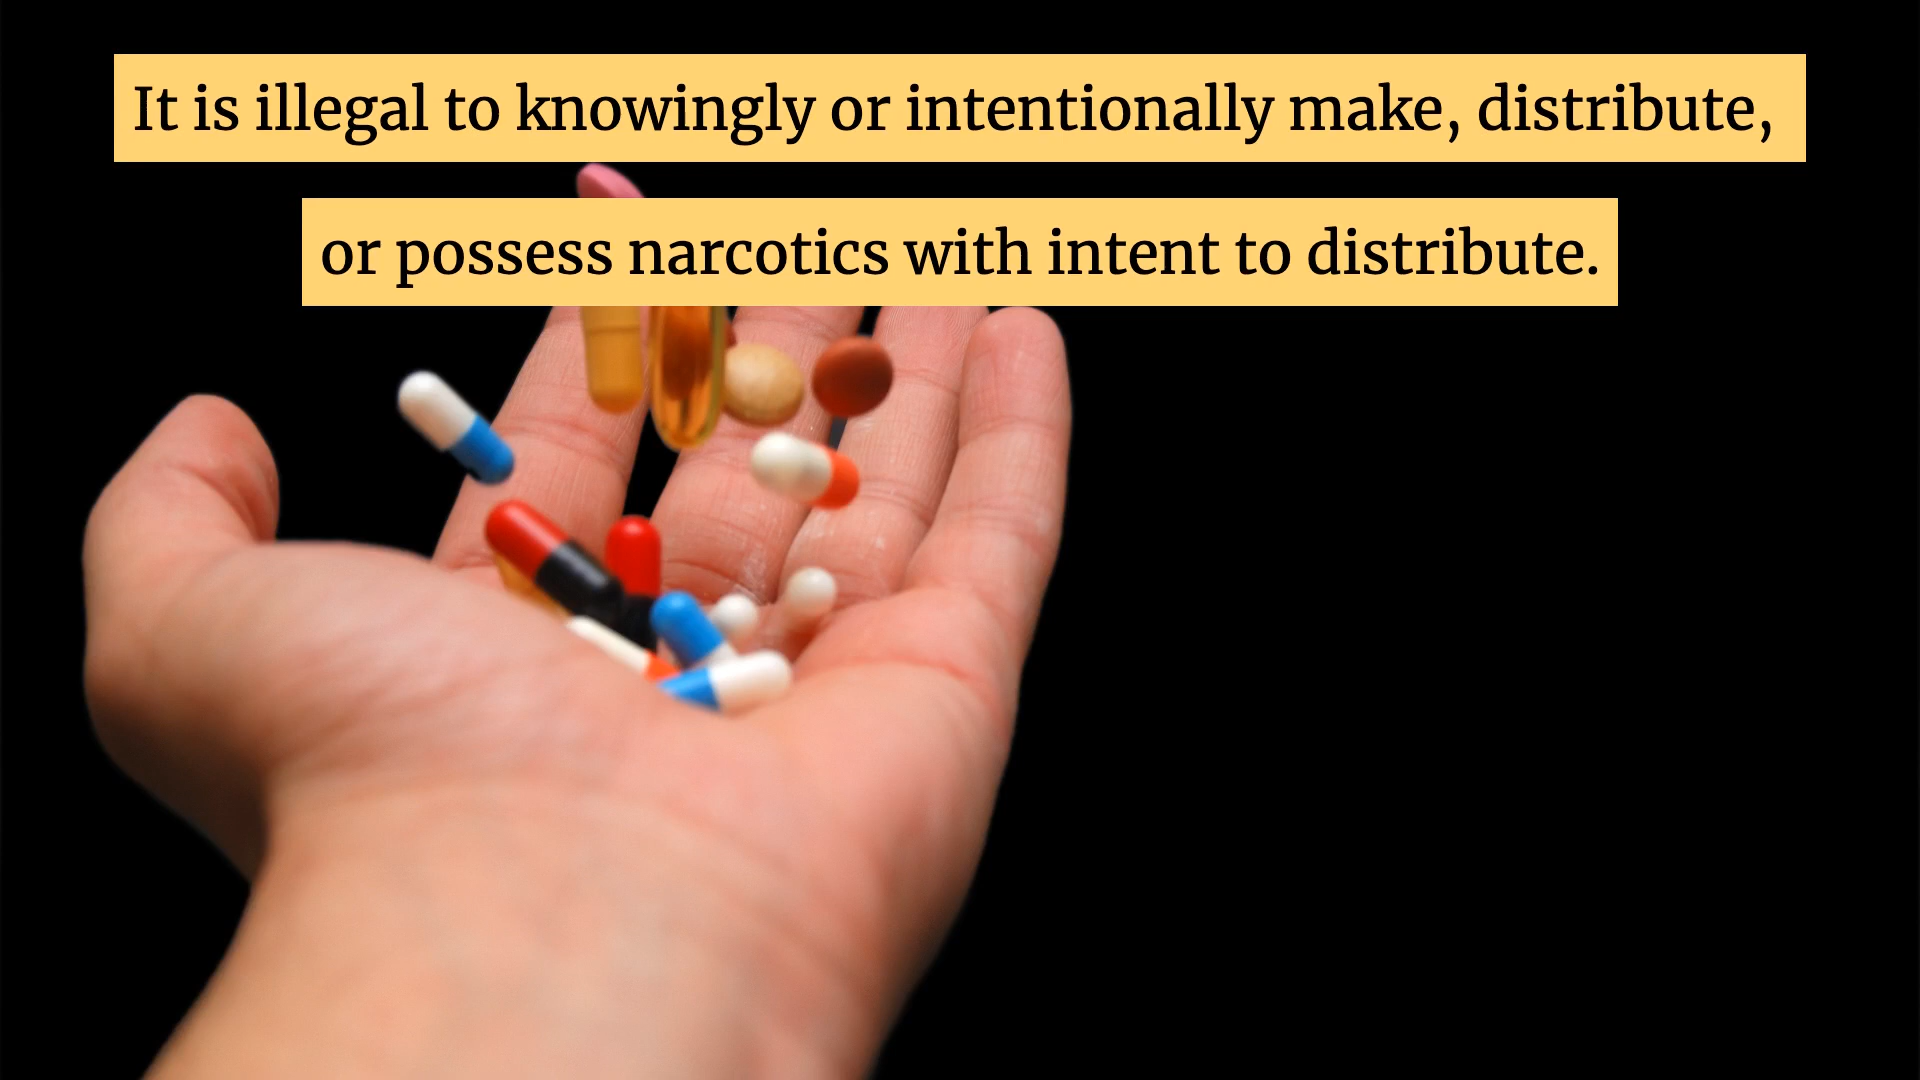 It is illegal to knowingly or intentionally make, distribute,
or possess narcotics with intent to distribute.